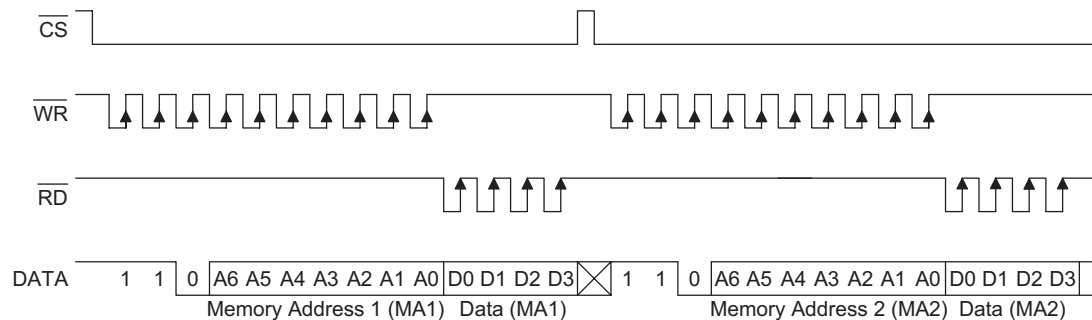 CS
WR
RD
DATA 1 1 0 A6 A5 A4 A3 A2 A1 A0 D0 D1 D2 D3 1 1 0 A6 A5 A4 A3 A2 A1 A0 D0 D1 D2 D3
Memory Address 1 (MA1) Data (MA1) Memory Address 2 (MA2) Data (MA2)